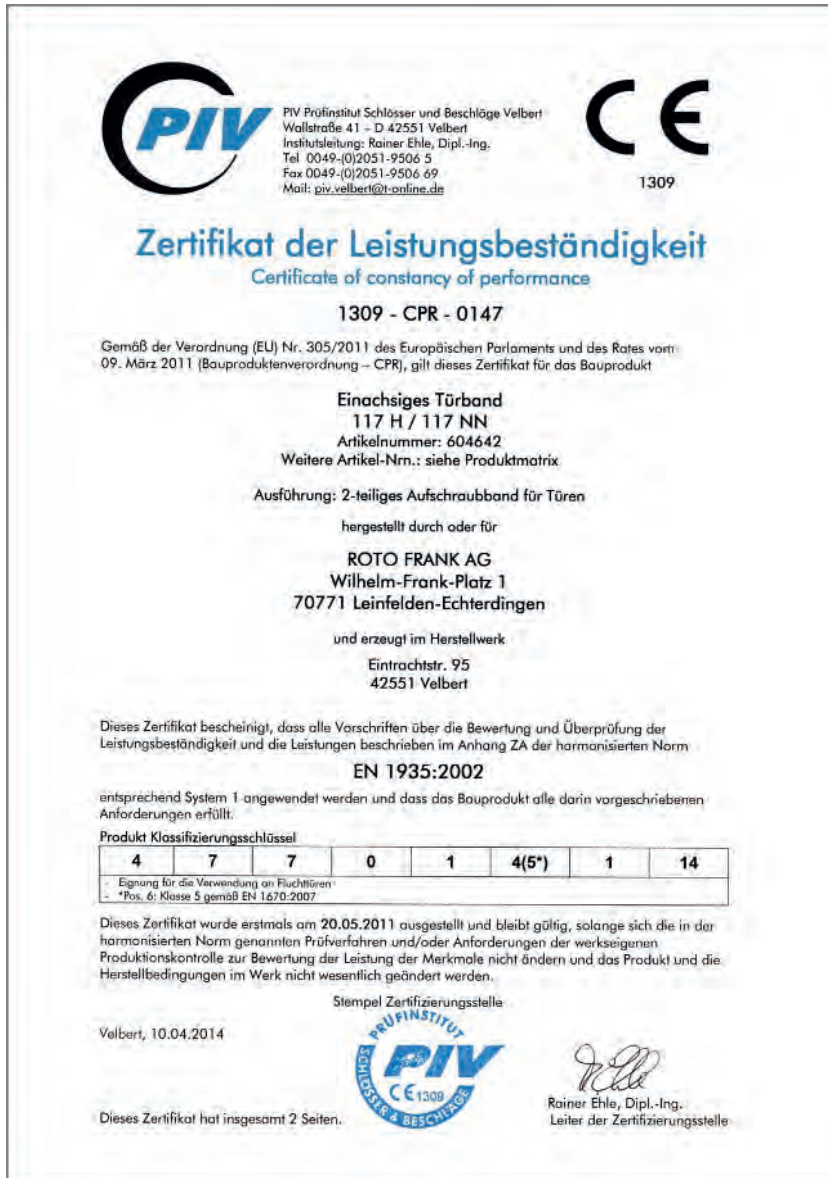 PIV
PIV Prüfinstitut Schlösser und Beschläge Velbert
Wallstraße 41 – D 42551 Velbert
Institutsleitung: Rainer Ehle, Dipl.-Ing.
Tel 0049-(0)2051-9506 5
Fax 0049-(0)2051-9506 69
Mail: piv.velbert@t-online.de
CE
1309
Zertifikat der Leistungsbeständigkeit
Certificate of constancy of performance
1309 - CPR - 0147
Gemäß der Verordnung (EU) Nr. 305/2011 des Europäischen Parlaments und des Rates vom
09. März 2011 (Bauproduktenverordnung – CPR), gilt dieses Zertifikat für das Bauprodukt
Einachsiges Türband
117 H / 117 NN
Artikelnummer: 604642
Weitere Artikel-Nrn.: siehe Produktmatrix
Ausführung: 2-teiliges Aufschraubband für Türen
hergestellt durch oder für
ROTO FRANK AG
Wilhelm-Frank-Platz 1
70771 Leinfelden-Echterdingen
und erzeugt im Herstellwerk
Eintrachtstr. 95
42551 Velbert
Dieses Zertifikat bescheinigt, dass alle Vorschriften über die Bewertung und Überprüfung der
Leistungsbeständigkeit und die Leistungen beschrieben im Anhang ZA der harmonisierten Norm
EN 1935:2002
entsprechend System 1 angewendet werden und dass das Bauprodukt alle darin vorgeschriebenen
Anforderungen erfüllt.
Produkt Klassifizierungsschlüssel
4 7 7 0 1 4(5*) 1 14
- Eignung für die Verwendung an Fluchttüren
- *Pos. 6: Klasse 5 gemäß EN 1670:2007
Dieses Zertifikat wurde erstmals am 20.05.2011 ausgestellt und bleibt gültig, solange sich die in der
harmonisierten Norm genannten Prüfverfahren und/oder Anforderungen der werkseigenen
Produktionskontrolle zur Bewertung der Leistung der Merkmale nicht ändern und das Produkt und die
Herstellbedingungen im Werk nicht wesentlich geändert werden.
Stempel Zertifizierungsstelle
Velbert, 10.04.2014
PRÜFINSTITUT
PIV
CE 1309
SCHLÖSSER & BESCHLÄGE
Rainer Ehle, Dipl.-Ing.
Leiter der Zertifizierungsstelle
Dieses Zertifikat hat insgesamt 2 Seiten.